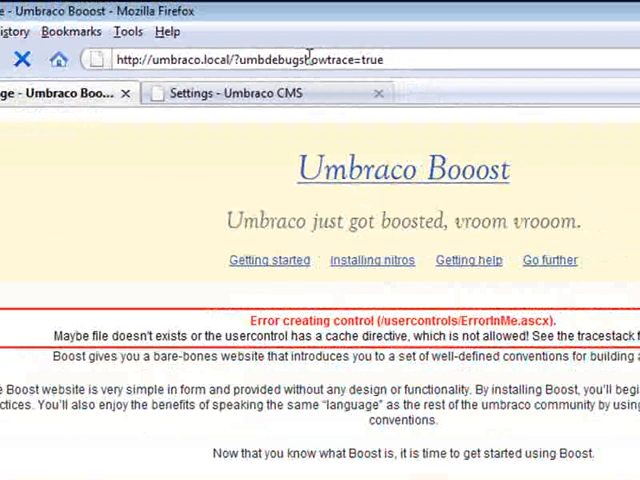 e - Umbraco Booost - Mozilla Firefox
istory Bookmarks Tools Help
http://umbraco.local/?umbdebugshowtrace=true
ge - Umbraco Boo... Settings - Umbraco CMS
Umbraco Booost
Umbraco just got boosted, vroom vrooom.
Getting started Installing nitros Getting help Go further
Error creating control (/usercontrols/ErrorInMe.ascx).
Maybe file doesn't exists or the usercontrol has a cache directive, which is not allowed! See the tracestack f
Boost gives you a bare-bones website that introduces you to a set of well-defined conventions for building
e Boost website is very simple in form and provided without any design or functionality. By installing Boost, you'll begi
ctices. You'll also enjoy the benefits of speaking the same “language” as the rest of the umbraco community by using
conventions.
Now that you know what Boost is, it is time to get started using Boost.